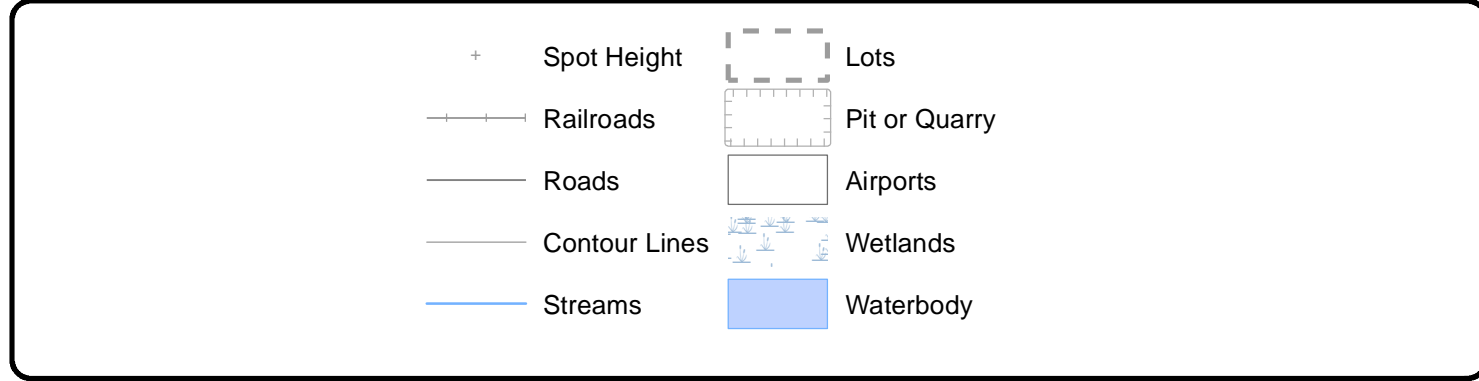 Spot Height
Railroads
Roads
Contour Lines
Streams
Lots
Pit or Quarry
Airports
Wetlands
Waterbody